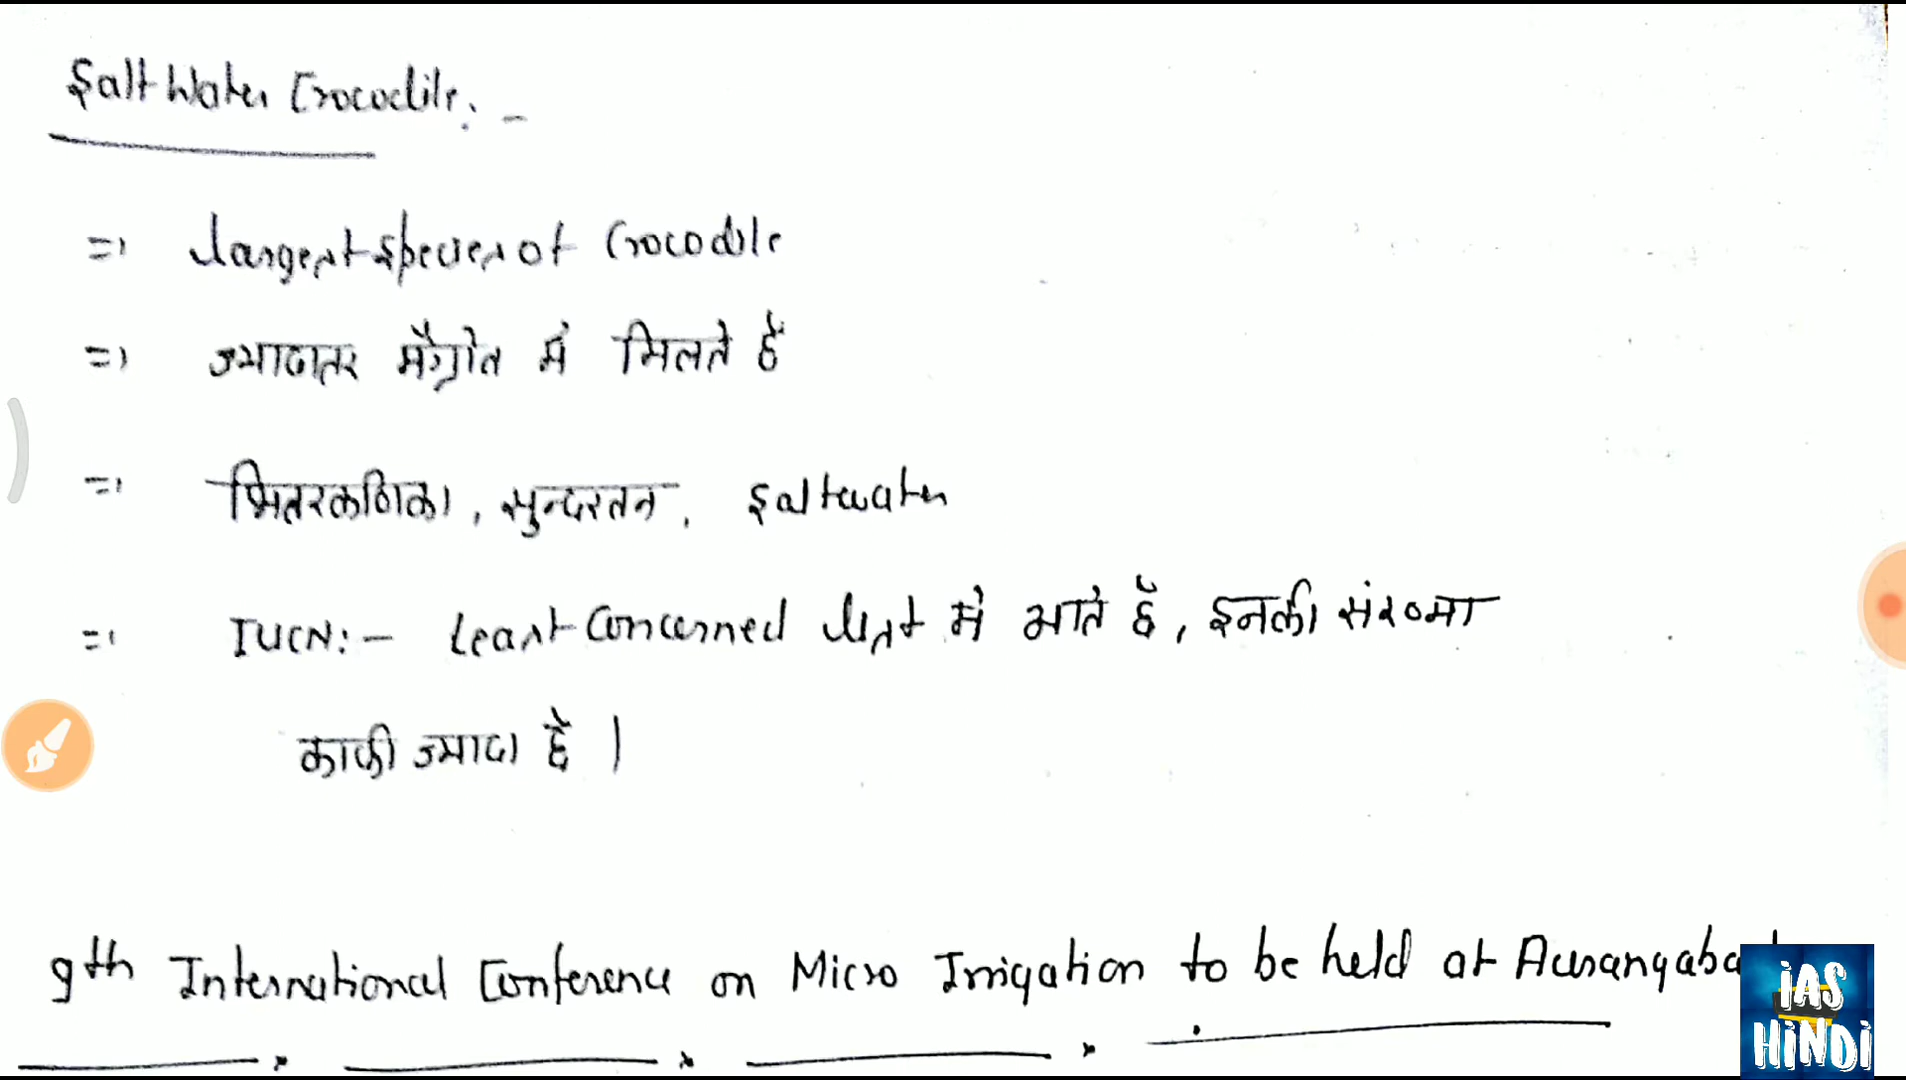 Salt Water Crocodile: -
=> largest species of Crocodile
=> ज्यादातर मैंग्रोव में मिलते हैं
=> भितरकणिका, सुन्दरवन, Saltwater
=> IUCN:- Least Concerned list में आते हैं, इनकी संख्या
काफी ज्यादा है।
9th International Conference on Micro Irrigation to be held at Aurangabad
iAS
HiNDi